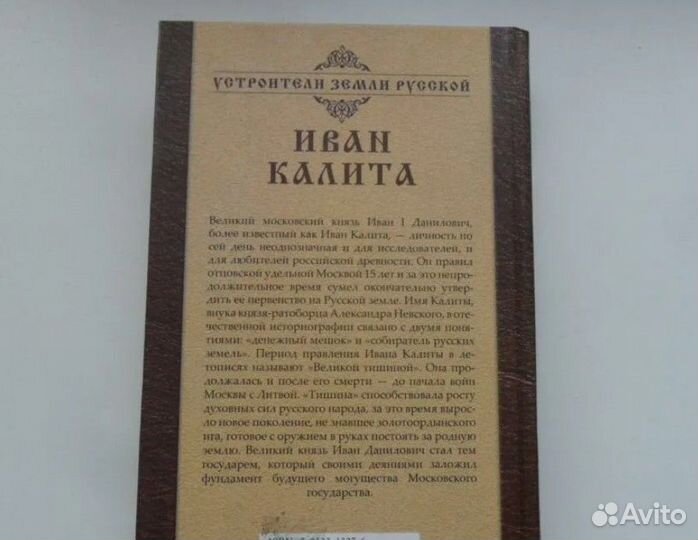 УСТРОИТЕЛИ ЗЕМЛИ РУССКОЙ
ИВАН
КАЛИТА
Великий московский князь Иван I Данилович,
более известный как Иван Калита, — личность по
сей день неоднозначная и для исследователей, и
для любителей российской древности. Он правил
отцовской удельной Москвой 15 лет и за это непро-
должительное время сумел окончательно утвер-
дить ее первенство на Русской земле. Имя Калиты,
внука князя-ратоборца Александра Невского, в оте-
чественной историографии связано с двумя поня-
тиями: «денежный мешок» и «собиратель русских
земель». Период правления Ивана Калиты в ле-
тописях называют «Великой тишиной». Она про-
должалась и после его смерти — до начала войн
Москвы с Литвой. «Тишина» способствовала росту
духовных сил русского народа, за это время вырос-
ло новое поколение, не знавшее золотоордынского
ига, готовое с оружием в руках постоять за родную
землю. Великий князь Иван Данилович стал тем
государем, который своими деяниями заложил
фундамент будущего могущества Московского
государства.
Avito